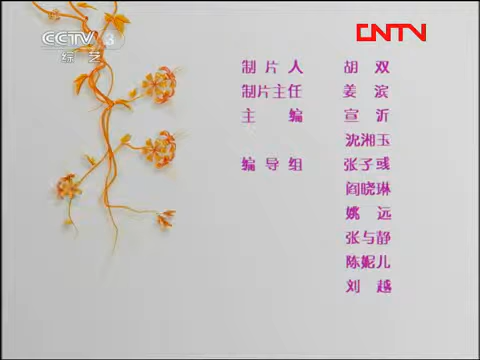 CCTV 3
综艺
CNTV
制片人 胡双
制片主任 姜滨
主编 宣沂
沈湘玉
编导组 张子彧
阎晓琳
姚远
张与静
陈妮儿
刘越